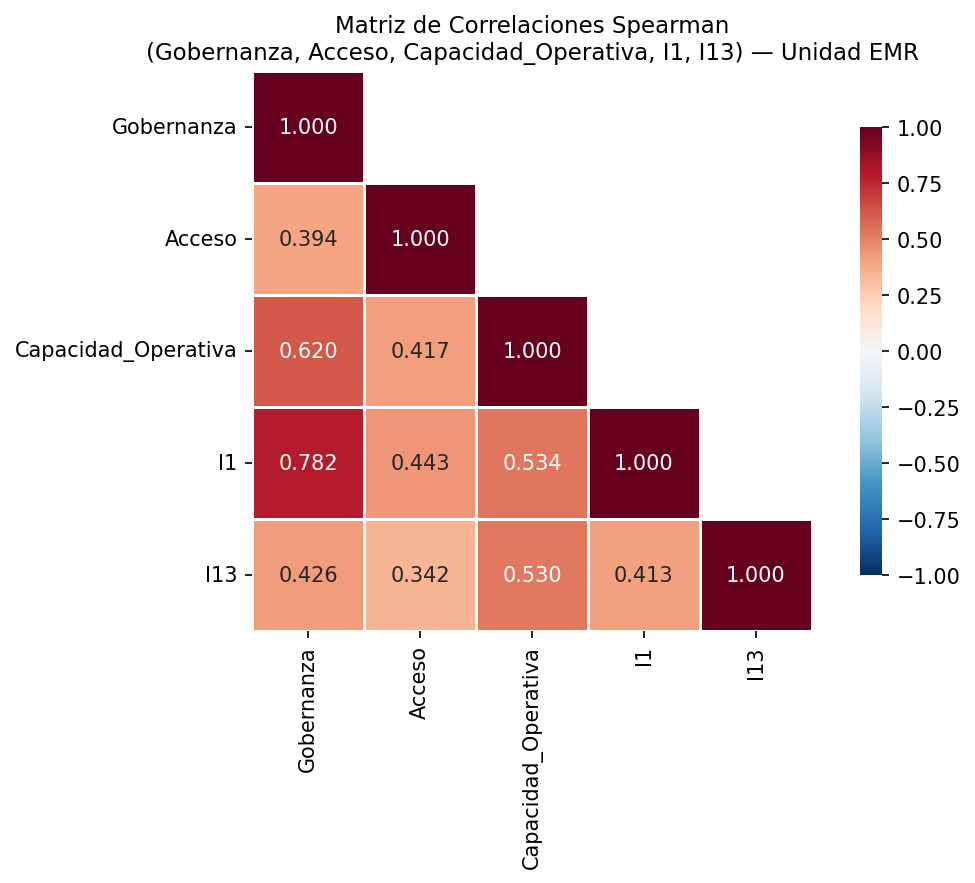 Matriz de Correlaciones Spearman
(Gobernanza, Acceso, Capacidad_Operativa, I1, I13) — Unidad EMR
Gobernanza 1.000
Acceso 0.394 1.000
Capacidad_Operativa 0.620 0.417 1.000
I1 0.782 0.443 0.534 1.000
I13 0.426 0.342 0.530 0.413 1.000
Gobernanza
Acceso
Capacidad_Operativa
I1
I13
1.00
0.75
0.50
0.25
0.00
−0.25
−0.50
−0.75
−1.00